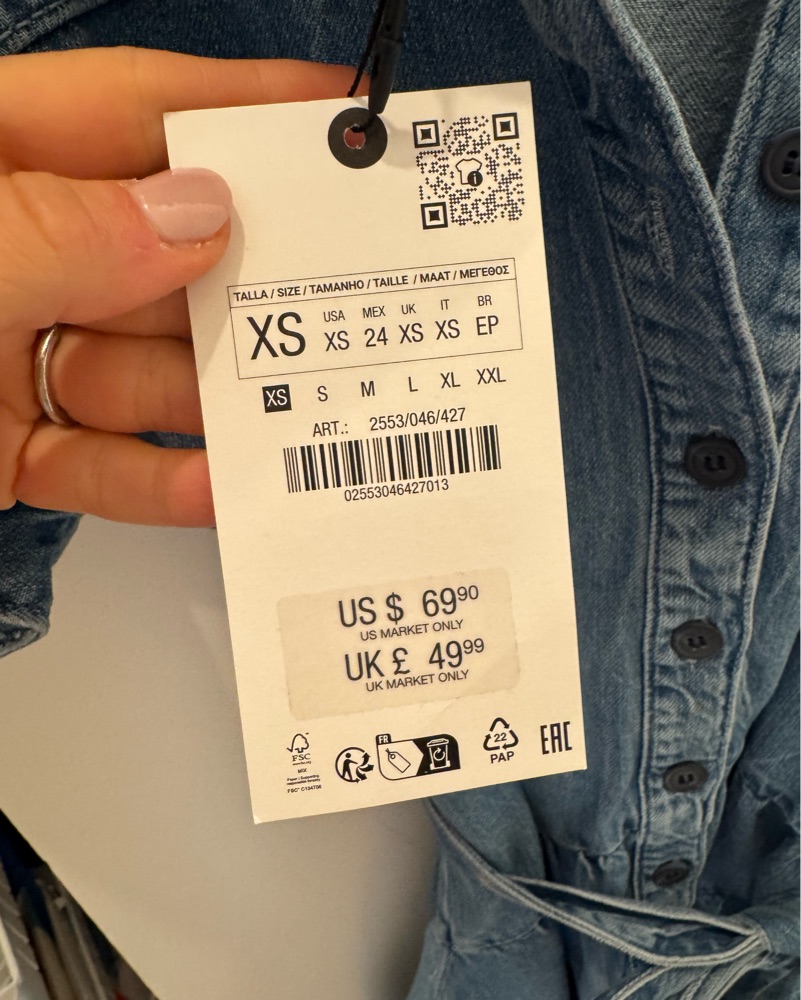 TALLA / SIZE / TAMANHO / TAILLE / MAAT / ΜΕΓΕΘΟΣ
XS
USA MEX UK IT BR
XS 24 XS XS EP
XS S M L XL XXL
ART.: 2553/046/427
02553046427013
US $ 6990
US MARKET ONLY
UK £ 4999
UK MARKET ONLY
FSC
MIX
FR
22
PAP
EAC